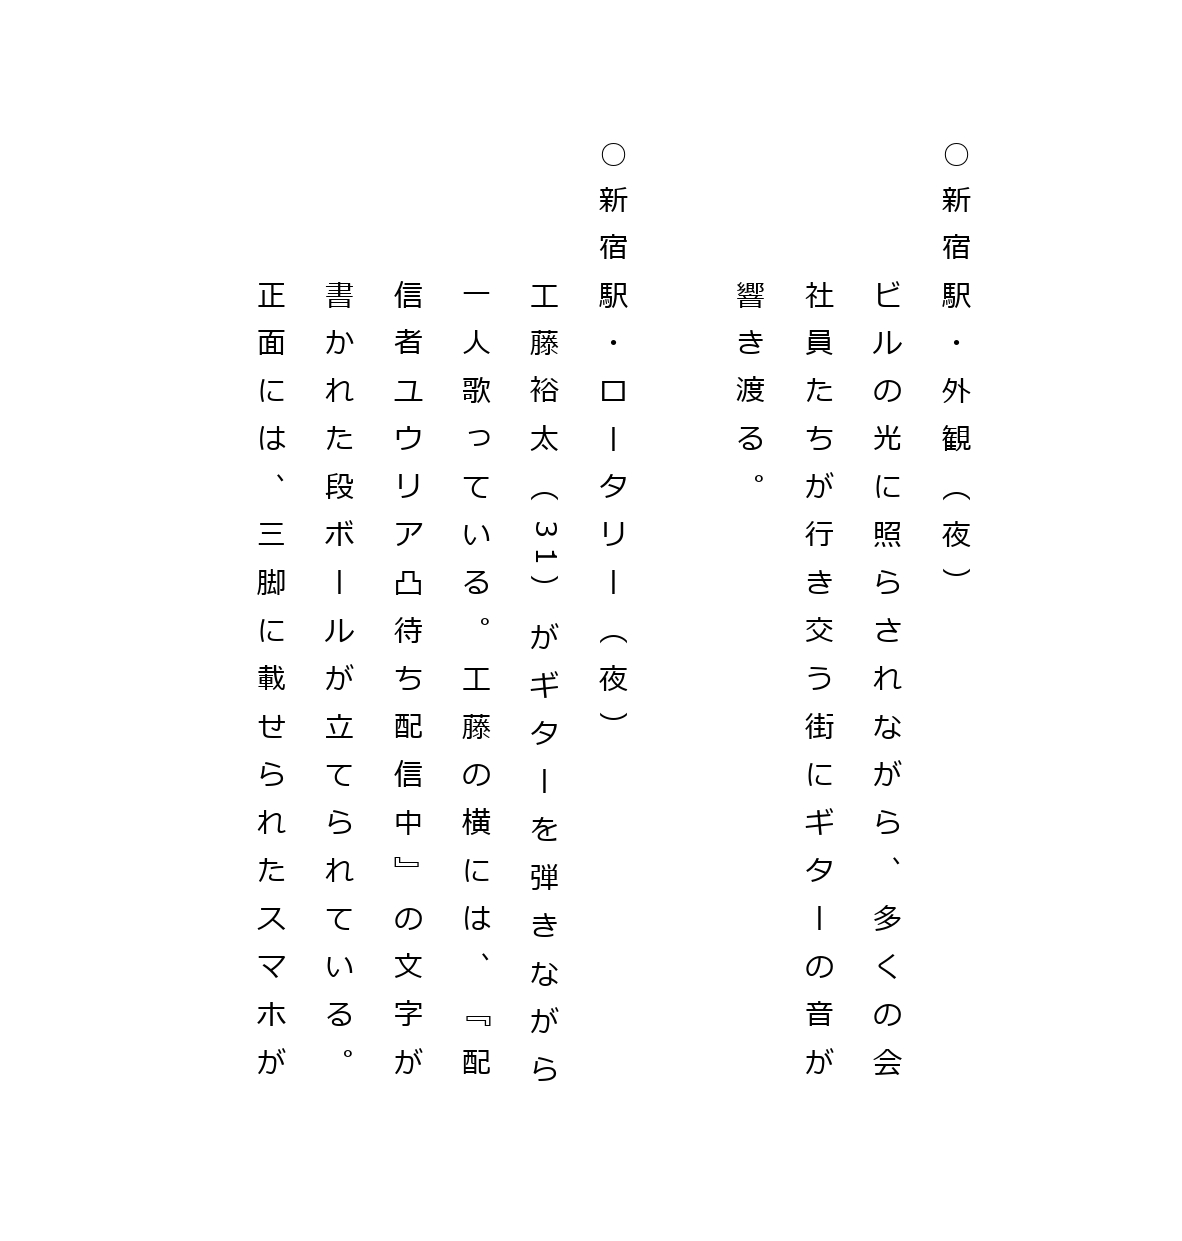 〇新宿駅・外観（夜）
ビルの光に照らされながら、多くの会
社員たちが行き交う街にギターの音が
響き渡る。
〇新宿駅・ロータリー（夜）
工藤裕太（31）がギターを弾きながら
一人歌っている。工藤の横には、『配
信者ユウリア凸待ち配信中』の文字が
書かれた段ボールが立てられている。
正面には、三脚に載せられたスマホが